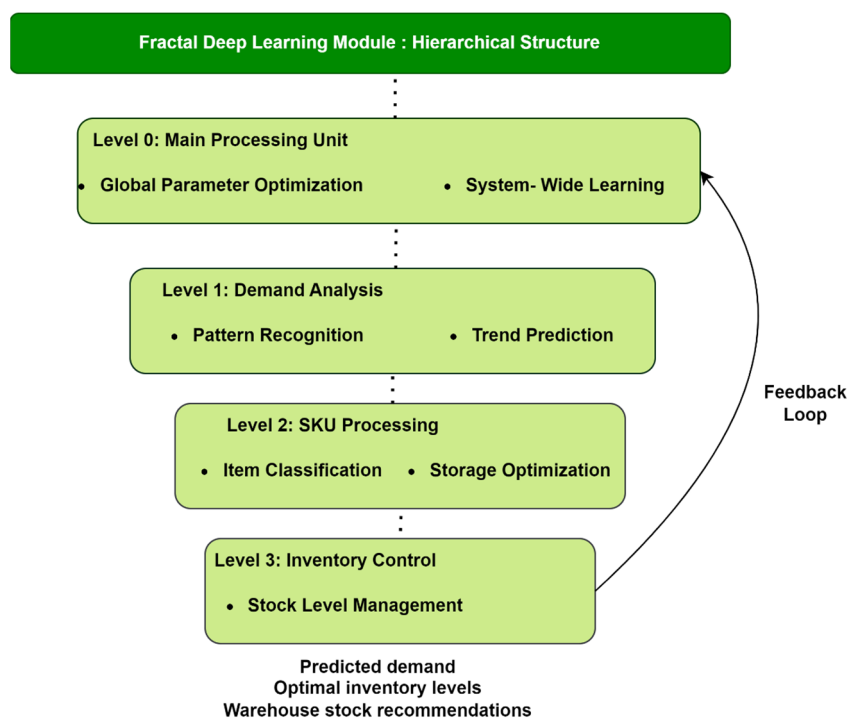 Fractal Deep Learning Module : Hierarchical Structure
Level 0: Main Processing Unit
• Global Parameter Optimization • System- Wide Learning
Level 1: Demand Analysis
• Pattern Recognition • Trend Prediction
Feedback
Loop
Level 2: SKU Processing
• Item Classification • Storage Optimization
Level 3: Inventory Control
• Stock Level Management
Predicted demand
Optimal inventory levels
Warehouse stock recommendations